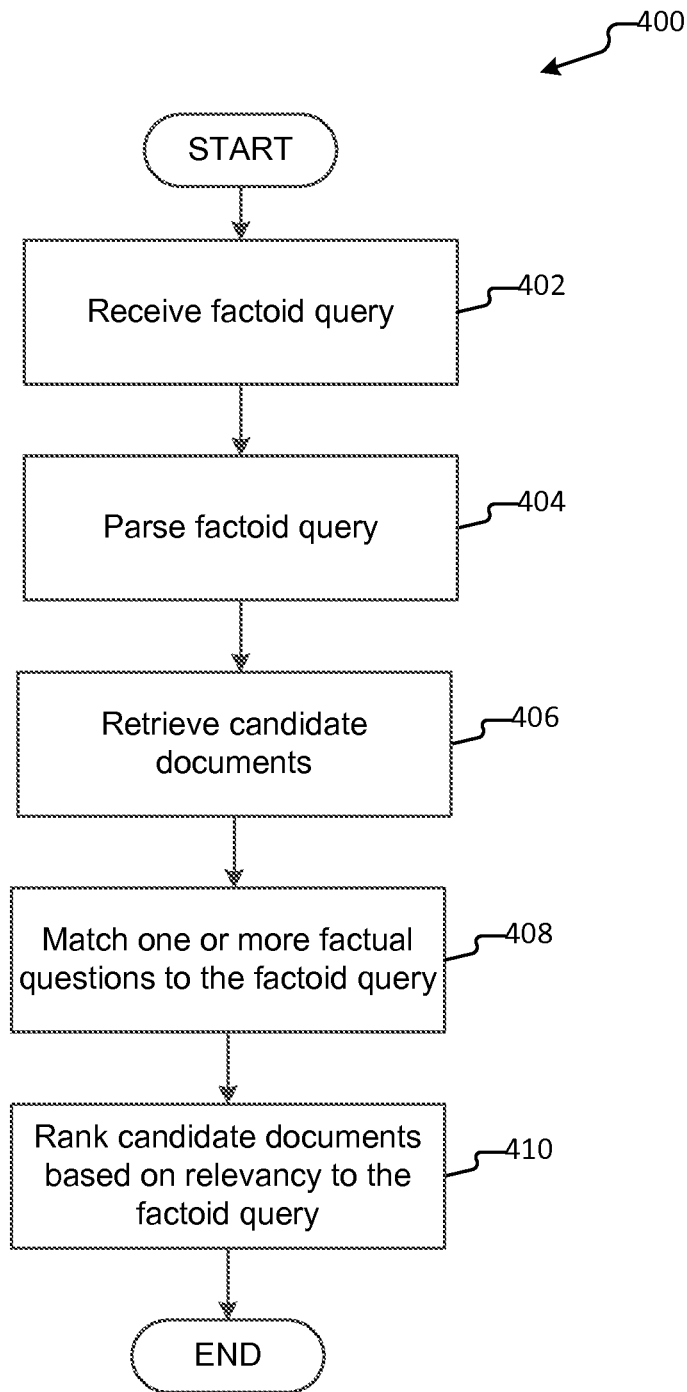 400
START
Receive factoid query
402
Parse factoid query
404
Retrieve candidate
documents
406
Match one or more factual
questions to the factoid query
408
Rank candidate documents
based on relevancy to the
factoid query
410
END